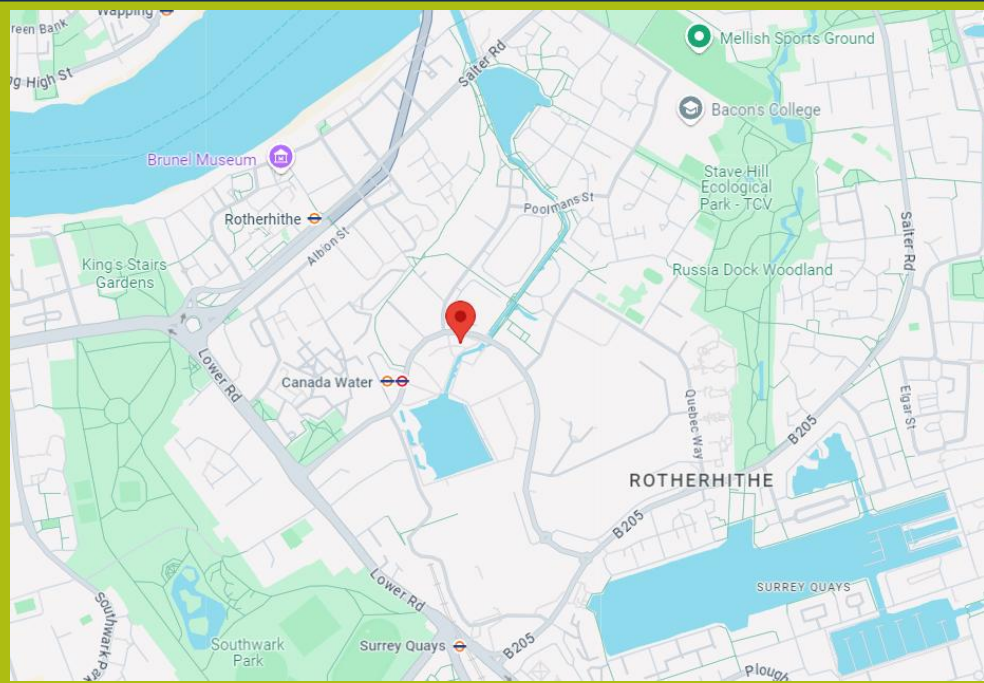 Wapping
reen Bank
g High St
Salter Rd
Mellish Sports Ground
Bacon's College
Brunel Museum
Stave Hill
Ecological
Park - TCV
Poolmans St
Rotherhithe
Albion St
Salter Rd
King's Stairs
Gardens
Russia Dock Woodland
Lower Rd
Canada Water
Quebec Way
Elgar St
B205
ROTHERHITHE
B205
Lower Rd
SURREY QUAYS
Southwark Pa
Southwark
Park
Surrey Quays
B205
Plough